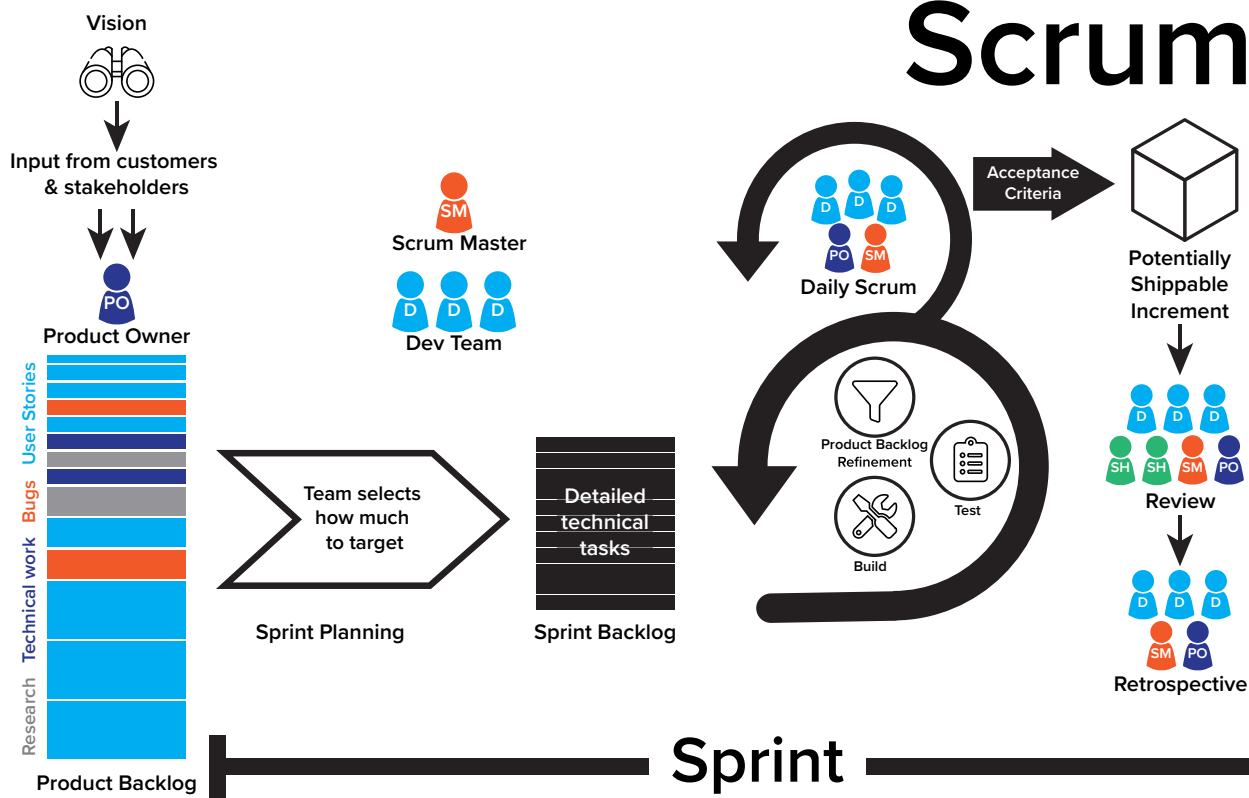 Scrum
Vision
Input from customers
& stakeholders
PO
Product Owner
User Stories
Bugs
Technical work
Research
Product Backlog
SM
Scrum Master
D D D
Dev Team
Team selects
how much
to target
Sprint Planning
Detailed
technical
tasks
Sprint Backlog
D D D
PO SM
Daily Scrum
Product Backlog
Refinement
Test
Build
Acceptance
Criteria
Potentially
Shippable
Increment
D D D
SH SH SM PO
Review
D D D
SM PO
Retrospective
Sprint